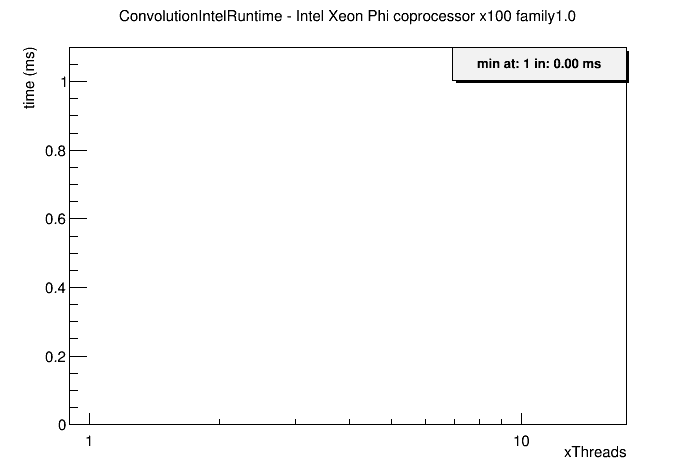 ConvolutionIntelRuntime - Intel Xeon Phi coprocessor x100 family1.0
time (ms)
min at: 1 in: 0.00 ms
1
0.8
0.6
0.4
0.2
0
1
10
xThreads